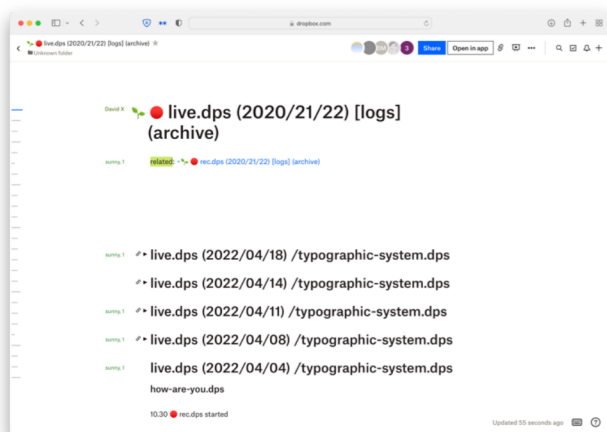 dropbox.com
live.dps (2020/21/22) [logs] (archive)
Unknown folder
3
Share
Open in app
David X
live.dps (2020/21/22) [logs]
(archive)
sunny, 1
related: rec.dps (2020/21/22) [logs] (archive)
sunny, 1
live.dps (2022/04/18) /typographic-system.dps
live.dps (2022/04/14) /typographic-system.dps
sunny, 1
live.dps (2022/04/11) /typographic-system.dps
sunny, 1
live.dps (2022/04/08) /typographic-system.dps
sunny, 1
live.dps (2022/04/04) /typographic-system.dps
how-are-you.dps
10.30 rec.dps started
Updated 55 seconds ago